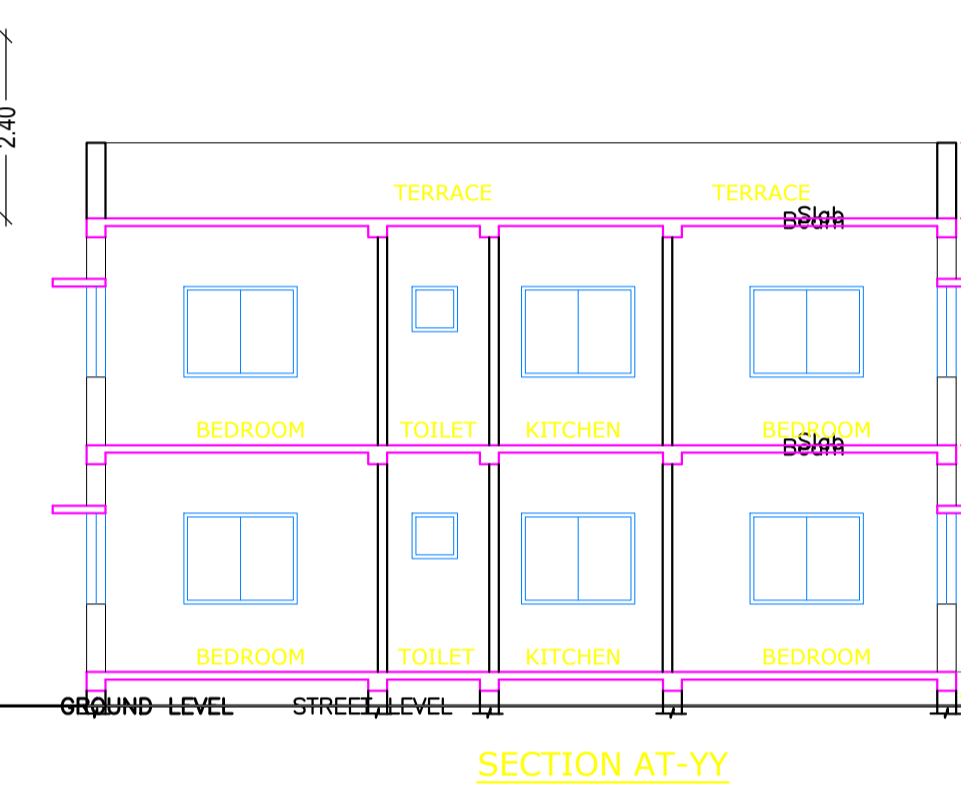 2.40
TERRACE TERRACE
Slab
Beam
BEDROOM TOILET KITCHEN BEDROOM
Slab
Beam
BEDROOM TOILET KITCHEN BEDROOM
GROUND LEVEL STREET LEVEL
SECTION AT-YY